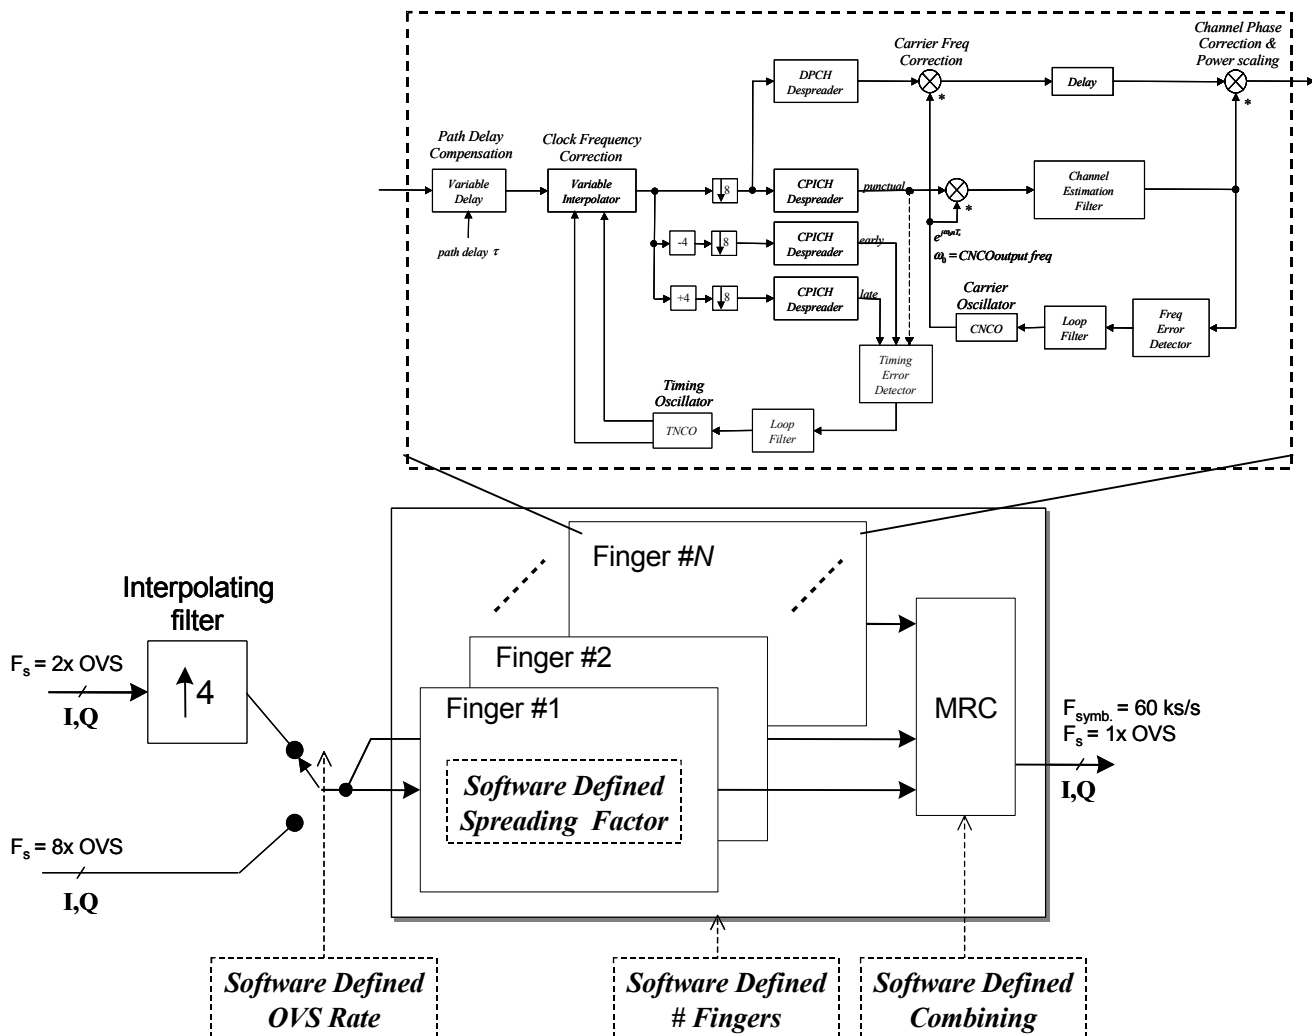 Channel Phase
Correction &
Power scaling
Carrier Freq
Correction
DPCH
Despreader
*
Delay
*
Path Delay
Compensation
Clock Frequency
Correction
Variable
Delay
Variable
Interpolator
8
CPICH
Despreader
punctual
*
Channel
Estimation
Filter
path delay τ
-4
8
CPICH
Despreader
early
ω₀ = CNCOoutput freq
+4
8
CPICH
Despreader
late
Carrier
Oscillator
CNCO
Loop
Filter
Freq
Error
Detector
Timing
Error
Detector
Timing
Oscillator
TNCO
Loop
Filter
Finger #N
Interpolating
filter
Fs = 2x OVS
I,Q
4
Finger #2
Finger #1
MRC
Fsymb. = 60 ks/s
Fs = 1x OVS
I,Q
Software Defined
Spreading Factor
Fs = 8x OVS
I,Q
Software Defined
OVS Rate
Software Defined
# Fingers
Software Defined
Combining